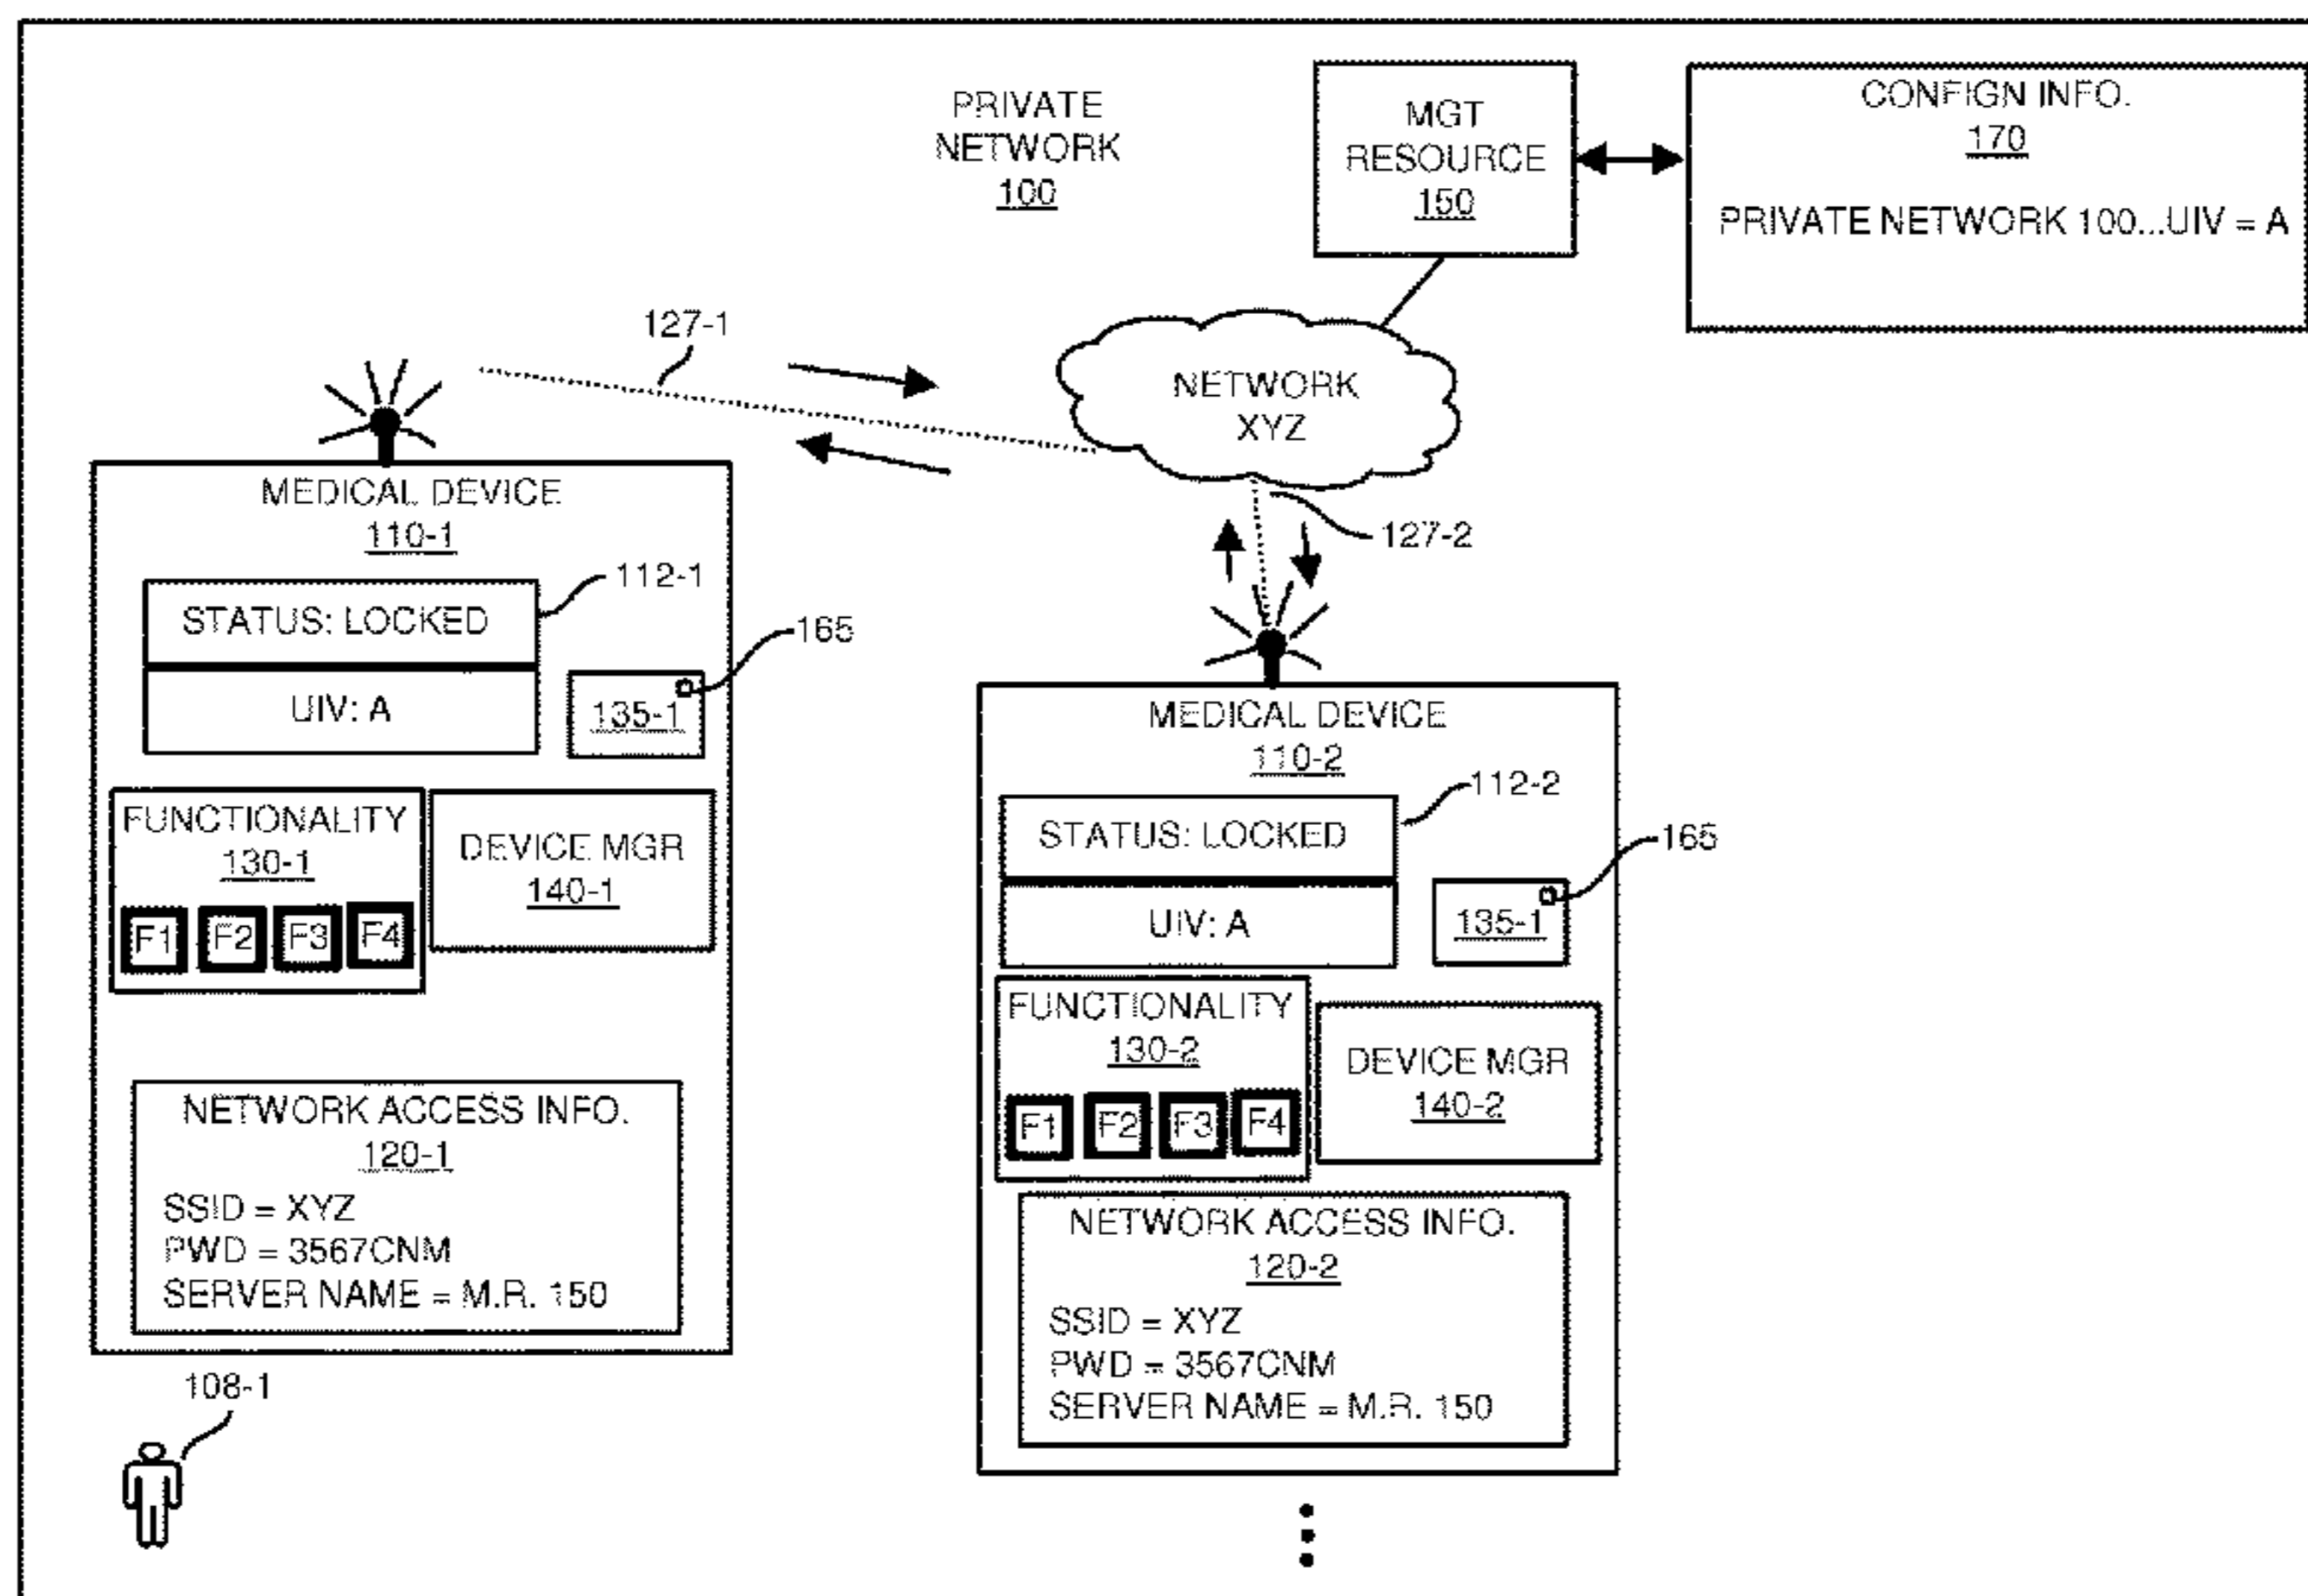 PRIVATE
NETWORK
100
MGT
RESOURCE
150
CONFIGN INFO.
170
PRIVATE NETWORK 100...UIV = A
127-1
NETWORK
XYZ
127-2
MEDICAL DEVICE
110-1
112-1
STATUS: LOCKED
165
UIV: A
135-1
FUNCTIONALITY
130-1
F1 F2 F3 F4
DEVICE MGR
140-1
NETWORK ACCESS INFO.
120-1
SSID = XYZ
PWD = 3567CNM
SERVER NAME = M.R. 150
108-1
MEDICAL DEVICE
110-2
112-2
STATUS: LOCKED
165
UIV: A
135-1
FUNCTIONALITY
130-2
F1 F2 F3 F4
DEVICE MGR
140-2
NETWORK ACCESS INFO.
120-2
SSID = XYZ
PWD = 3567CNM
SERVER NAME = M.R. 150